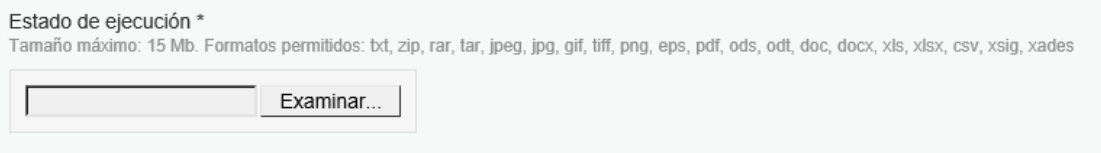 Estado de ejecución *
Tamaño máximo: 15 Mb. Formatos permitidos: txt, zip, rar, tar, jpeg, jpg, gif, tiff, png, eps, pdf, ods, odt, doc, docx, xls, xlsx, csv, xsig, xades
Examinar...